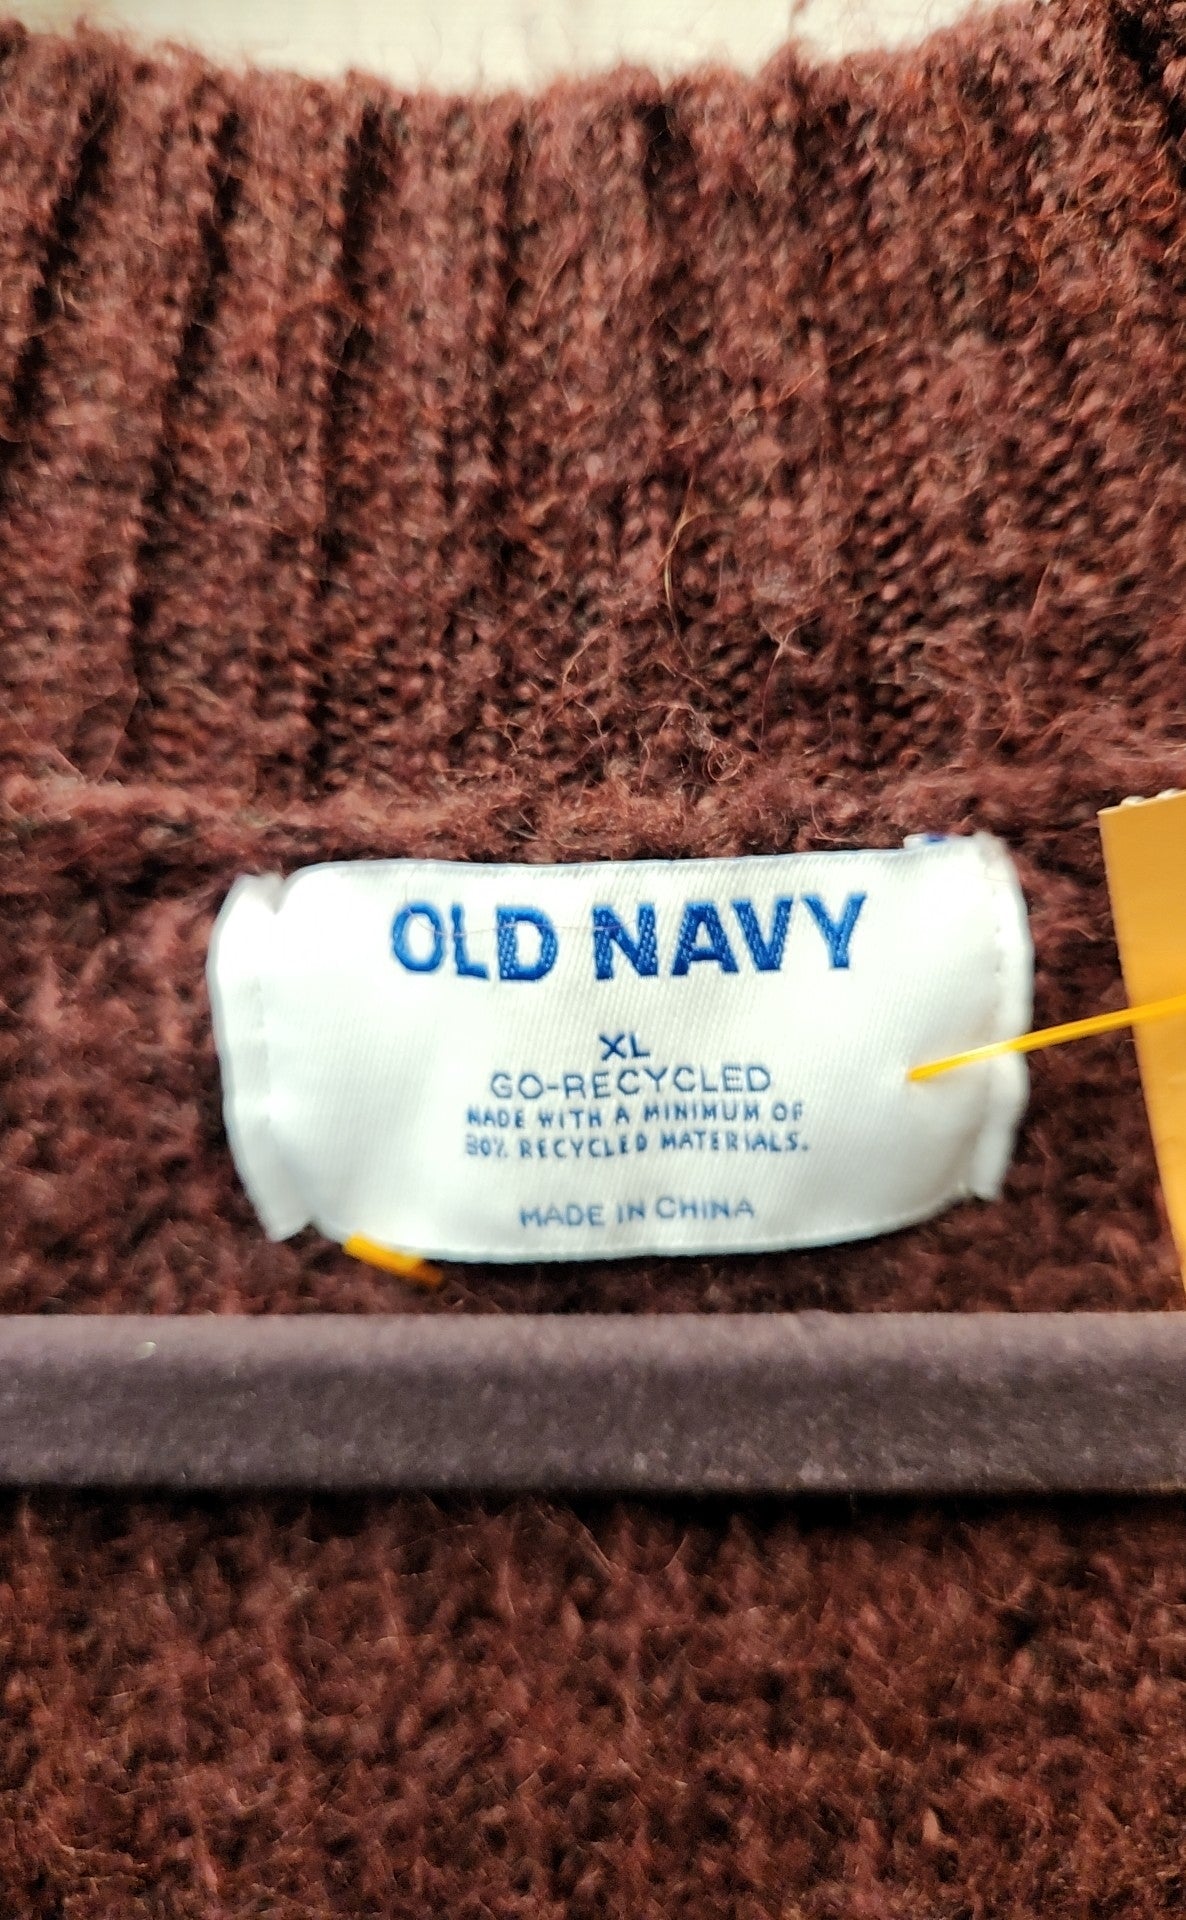 OLD NAVY
XL
GO-RECYCLED
MADE WITH A MINIMUM OF
30% RECYCLED MATERIALS.
MADE IN CHINA